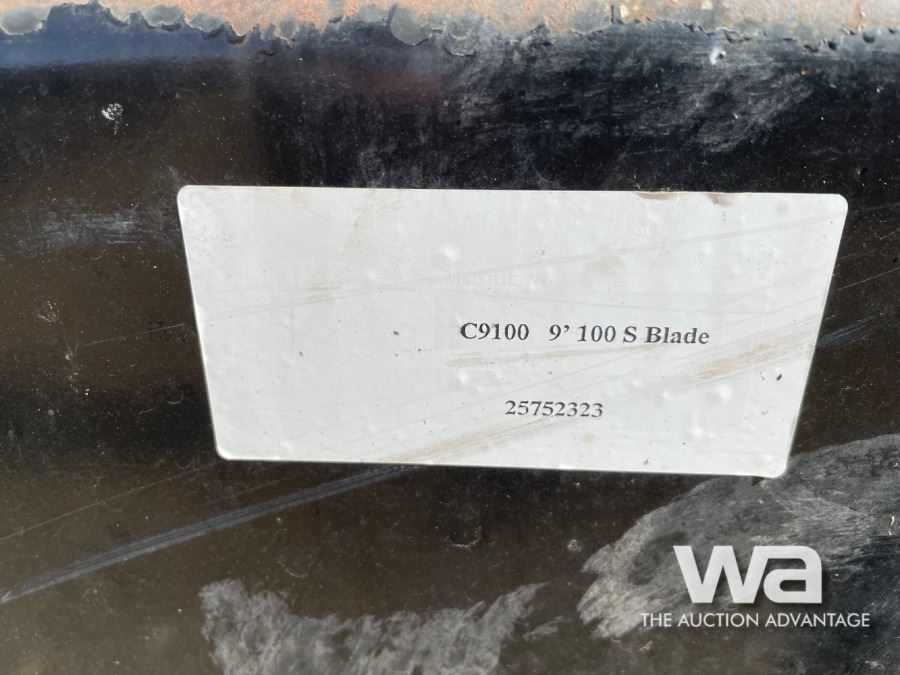 C9100 9’ 100 S Blade
25752323
wa
THE AUCTION ADVANTAGE